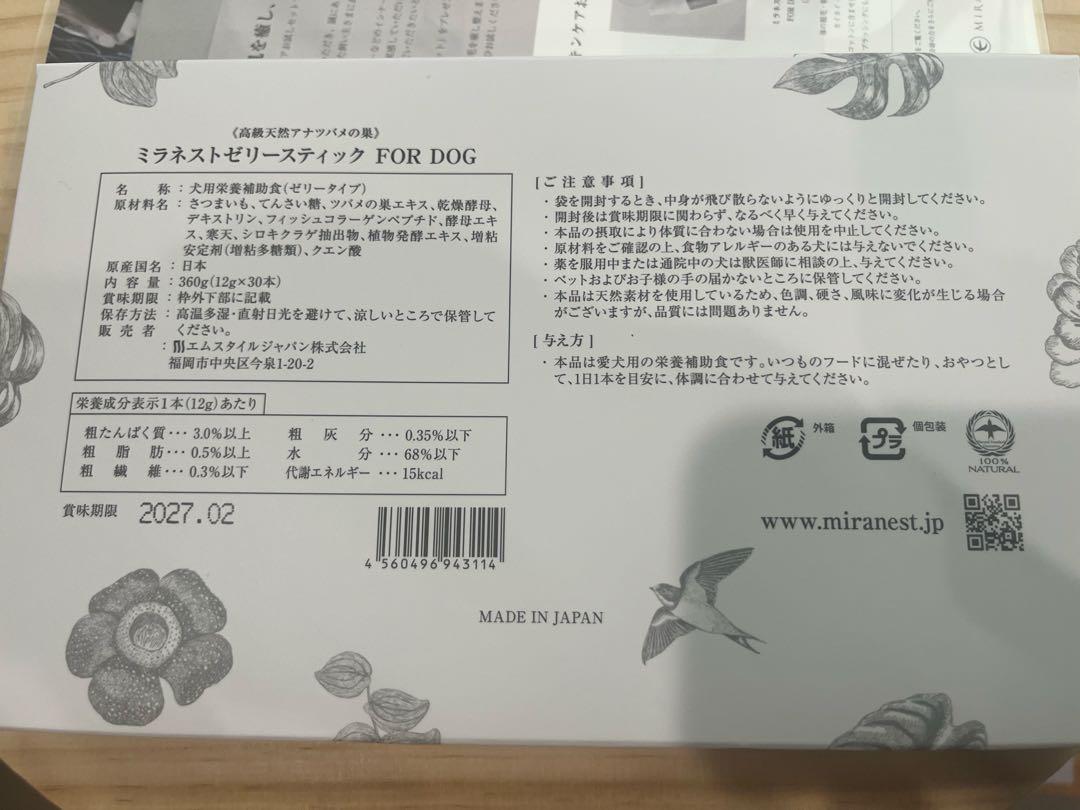 《高級天然アナツバメの巣》
ミラネストゼリースティック FOR DOG
名称：犬用栄養補助食(ゼリータイプ)
原材料名：さつまいも、てんさい糖、ツバメの巣エキス、乾燥酵母、
デキストリン、フィッシュコラーゲンペプチド、酵母エキ
ス、寒天、シロキクラゲ抽出物、植物発酵エキス、増粘
安定剤(増粘多糖類)、クエン酸
原産国名：日本
内容量：360g(12g×30本)
賞味期限：枠外下部に記載
保存方法：高温多湿・直射日光を避けて、涼しいところで保管して
ください。
販売者：エムスタイルジャパン株式会社
福岡市中央区今泉1-20-2
栄養成分表示1本(12g)あたり
粗たんぱく質･･･3.0%以上
粗脂肪･･･0.5%以上
粗繊維･･･0.3%以下
粗灰分･･･0.35%以下
水分･･･68%以下
代謝エネルギー･･･15kcal
賞味期限 2027.02
4 560496 943114
[ご注意事項]
・袋を開封するとき、中身が飛び散らないようにゆっくりと開封してください。
・開封後は賞味期限に関わらず、なるべく早く与えてください。
・本品の摂取により体質に合わない場合は使用を中止してください。
・原材料をご確認の上、食物アレルギーのある犬には与えないでください。
・薬を服用中または通院中の犬は獣医師に相談の上、与えてください。
・ペットおよびお子様の手の届かないところに保管してください。
・本品は天然素材を使用しているため、色調、硬さ、風味に変化が生じる場合
がございますが、品質には問題ありません。
[与え方]
・本品は愛犬用の栄養補助食です。いつものフードに混ぜたり、おやつとし
て、1日1本を目安に、体調に合わせて与えてください。
紙 外箱
プラ 個包装
100%
NATURAL
www.miranest.jp
MADE IN JAPAN